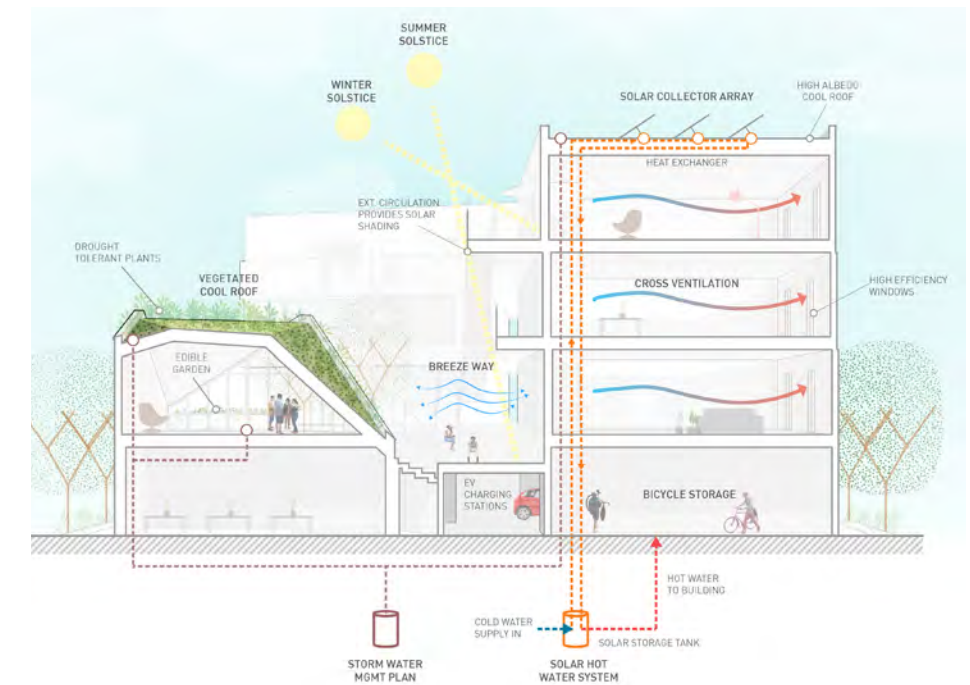 SUMMER
SOLSTICE
WINTER
SOLSTICE
SOLAR COLLECTOR ARRAY
HIGH ALBEDO
COOL ROOF
HEAT EXCHANGER
EXT. CIRCULATION
PROVIDES SOLAR
SHADING
DROUGHT
TOLERANT PLANTS
VEGETATED
COOL ROOF
CROSS VENTILATION
HIGH EFFICIENCY
WINDOWS
EDIBLE
GARDEN
BREEZE WAY
EV
CHARGING
STATIONS
BICYCLE STORAGE
HOT WATER
TO BUILDING
COLD WATER
SUPPLY IN
SOLAR STORAGE TANK
STORM WATER
MGMT PLAN
SOLAR HOT
WATER SYSTEM